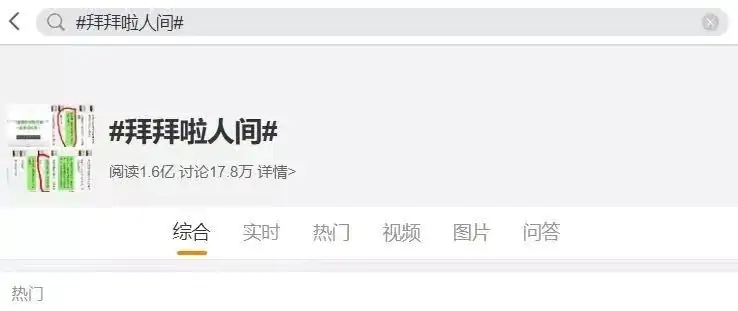 #拜拜啦人间#
#拜拜啦人间#
阅读1.6亿 讨论17.8万 详情>
综合 实时 热门 视频 图片 问答
热门